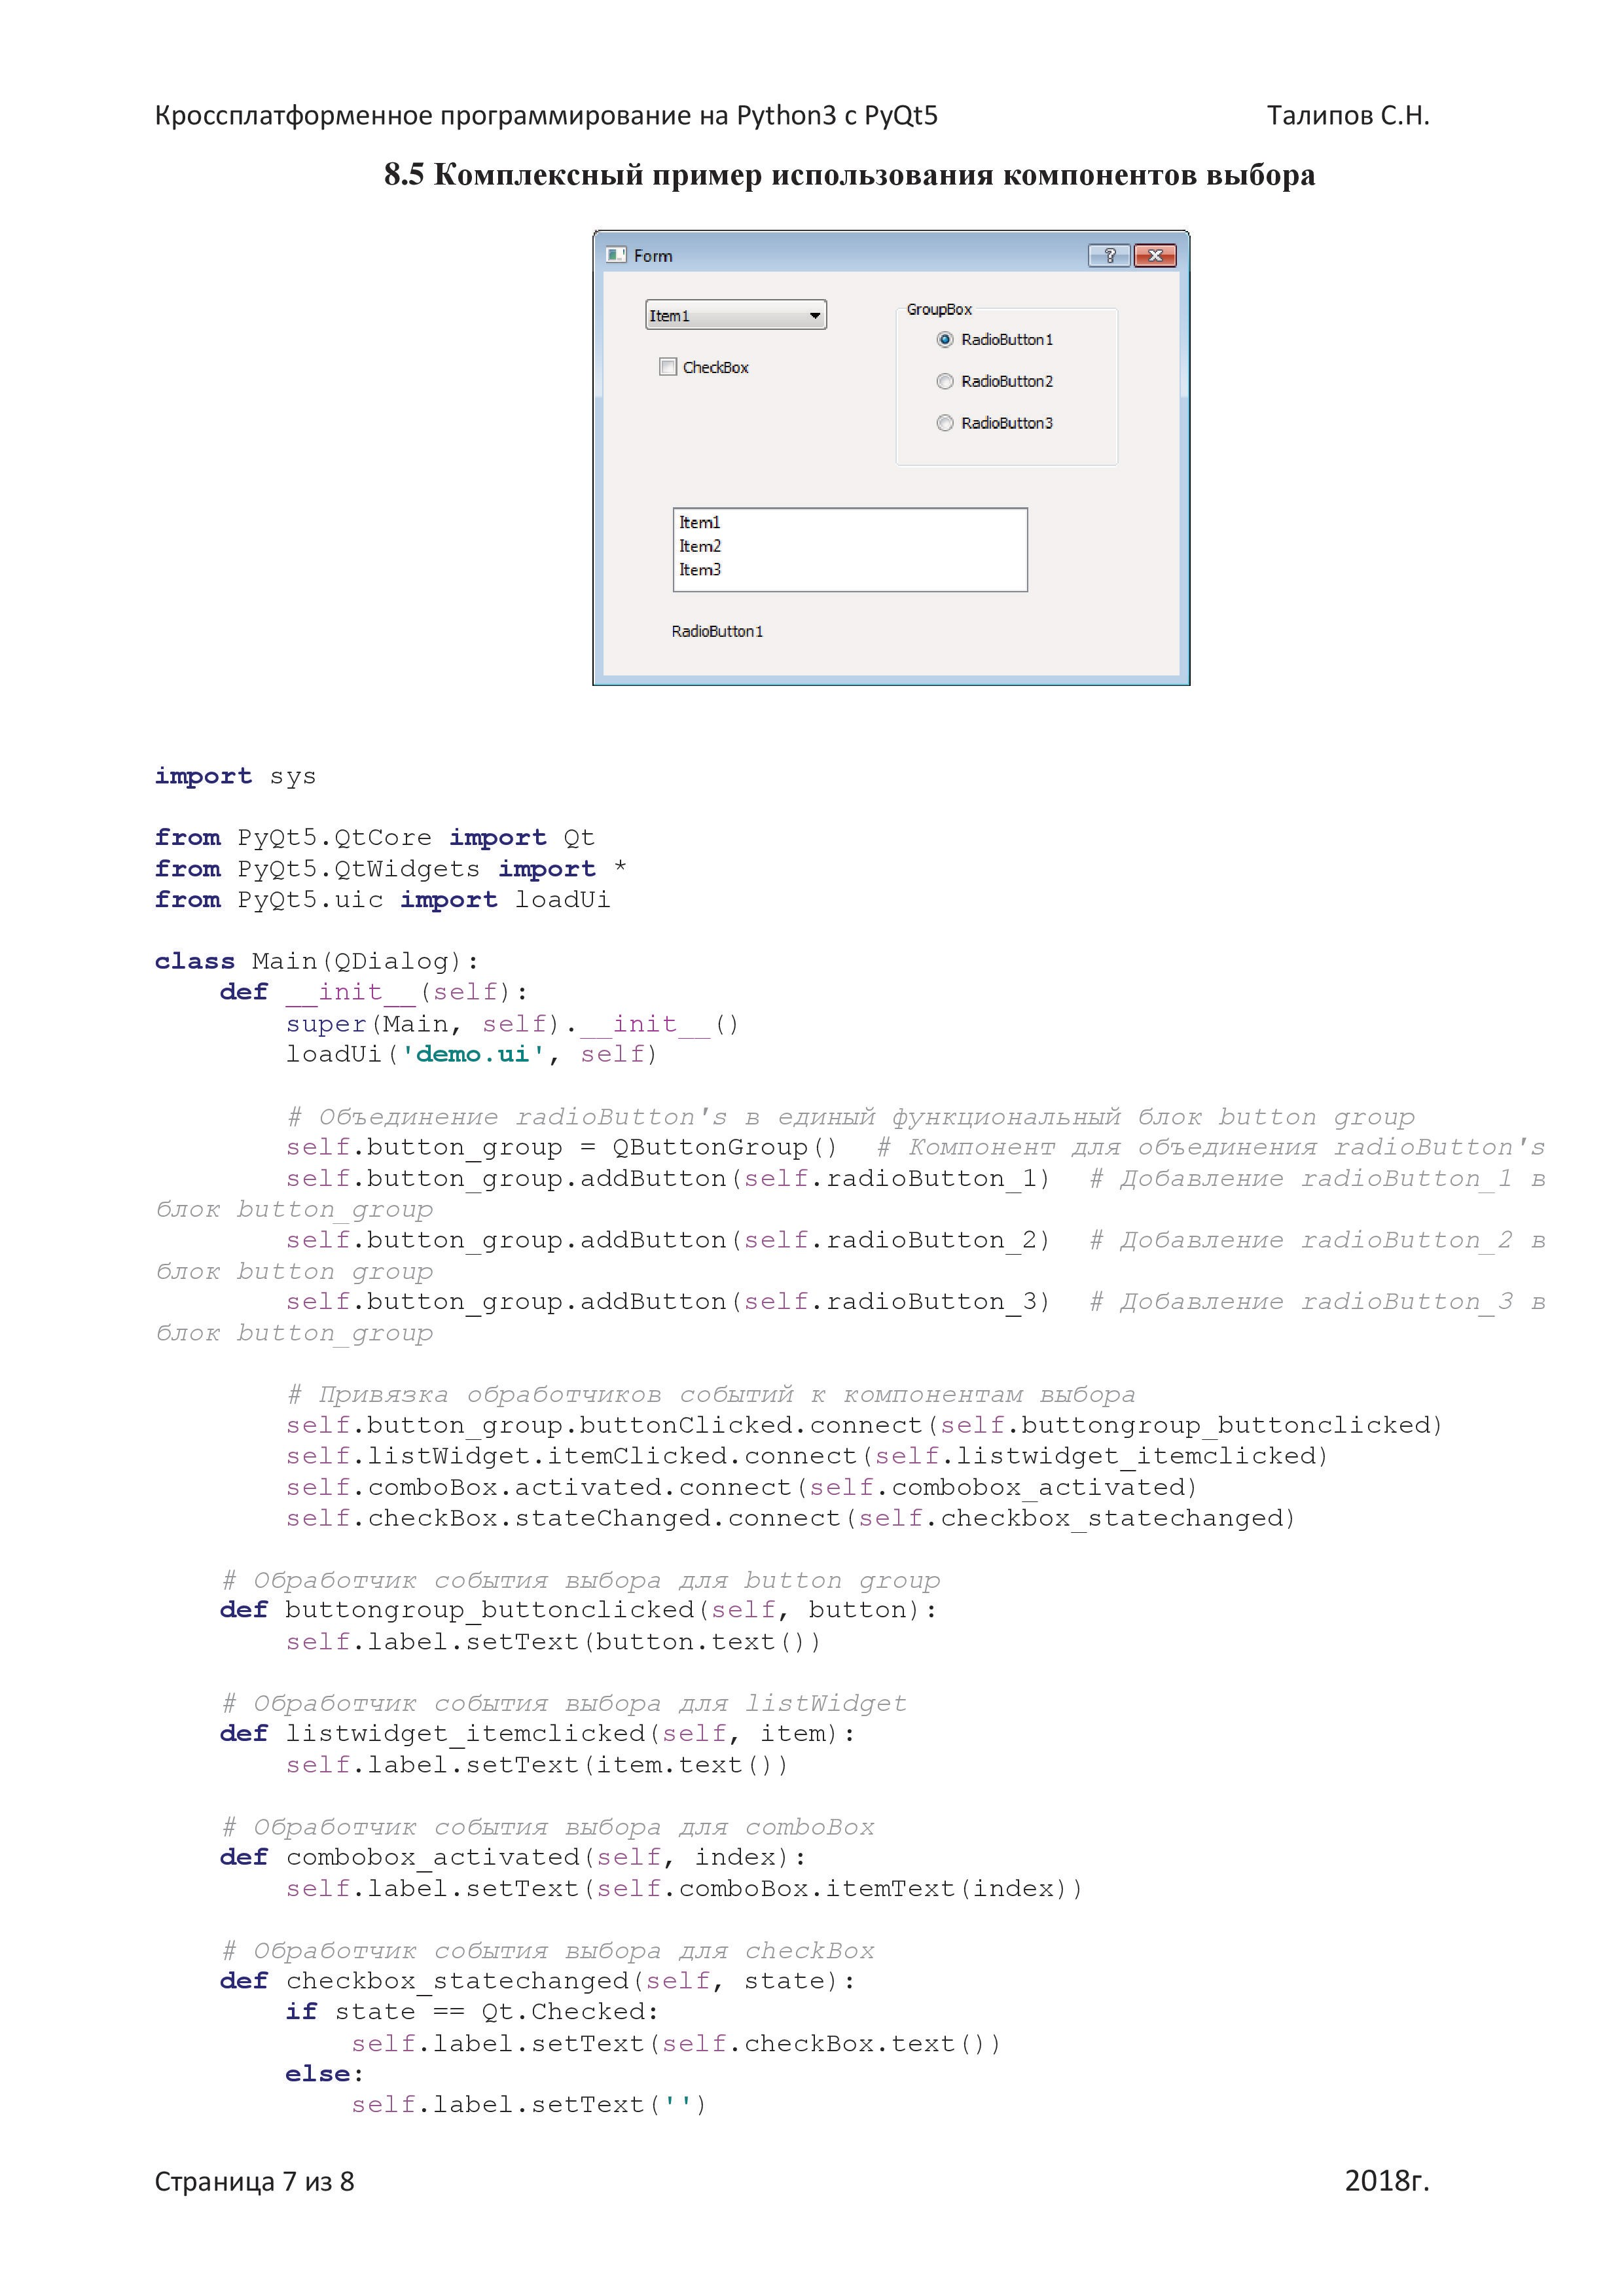 Кроссплатформенное программирование на Python3 с PyQt5 Талипов С.Н.
8.5 Комплексный пример использования компонентов выбора
Form
Item1
GroupBox
RadioButton1
CheckBox
RadioButton2
RadioButton3
Item1
Item2
Item3
RadioButton1
import sys
from PyQt5.QtCore import Qt
from PyQt5.QtWidgets import *
from PyQt5.uic import loadUi
class Main(QDialog):
    def __init__(self):
        super(Main, self).__init__()
        loadUi('demo.ui', self)
        # Объединение radioButton's в единый функциональный блок button group
        self.button_group = QButtonGroup()  # Компонент для объединения radioButton's
        self.button_group.addButton(self.radioButton_1)  # Добавление radioButton_1 в
блок button_group
        self.button_group.addButton(self.radioButton_2)  # Добавление radioButton_2 в
блок button group
        self.button_group.addButton(self.radioButton_3)  # Добавление radioButton_3 в
блок button_group
        # Привязка обработчиков событий к компонентам выбора
        self.button_group.buttonClicked.connect(self.buttongroup_buttonclicked)
        self.listWidget.itemClicked.connect(self.listwidget_itemclicked)
        self.comboBox.activated.connect(self.combobox_activated)
        self.checkBox.stateChanged.connect(self.checkbox_statechanged)
    # Обработчик события выбора для button group
    def buttongroup_buttonclicked(self, button):
        self.label.setText(button.text())
    # Обработчик события выбора для listWidget
    def listwidget_itemclicked(self, item):
        self.label.setText(item.text())
    # Обработчик события выбора для comboBox
    def combobox_activated(self, index):
        self.label.setText(self.comboBox.itemText(index))
    # Обработчик события выбора для checkBox
    def checkbox_statechanged(self, state):
        if state == Qt.Checked:
            self.label.setText(self.checkBox.text())
        else:
            self.label.setText('')
Страница 7 из 8 2018г.